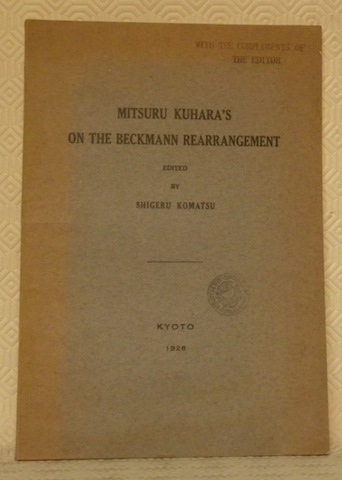 WITH THE COMPLIMENTS OF
THE EDITOR
MITSURU KUHARA'S
ON THE BECKMANN REARRANGEMENT
EDITED
BY
SHIGERU KOMATSU
KYOTO
1926